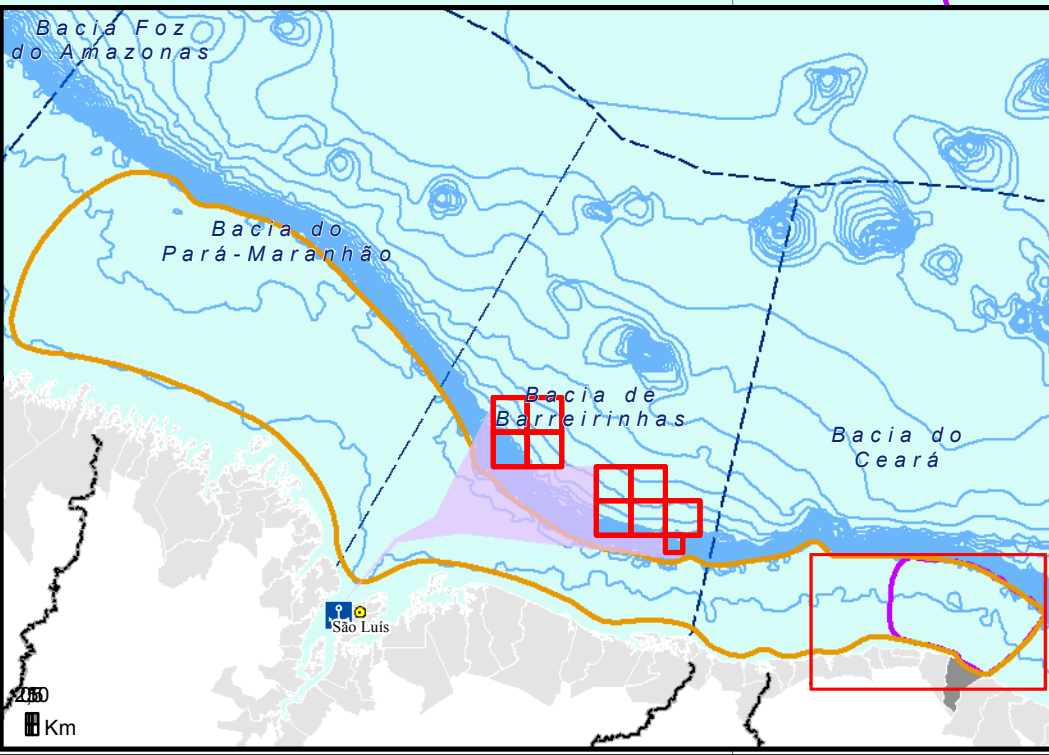 Bacia Foz
do Amazonas
Bacia do
Pará-Maranhão
Bacia de
Barreirinhas
Bacia do
Ceará
São Luís
Km